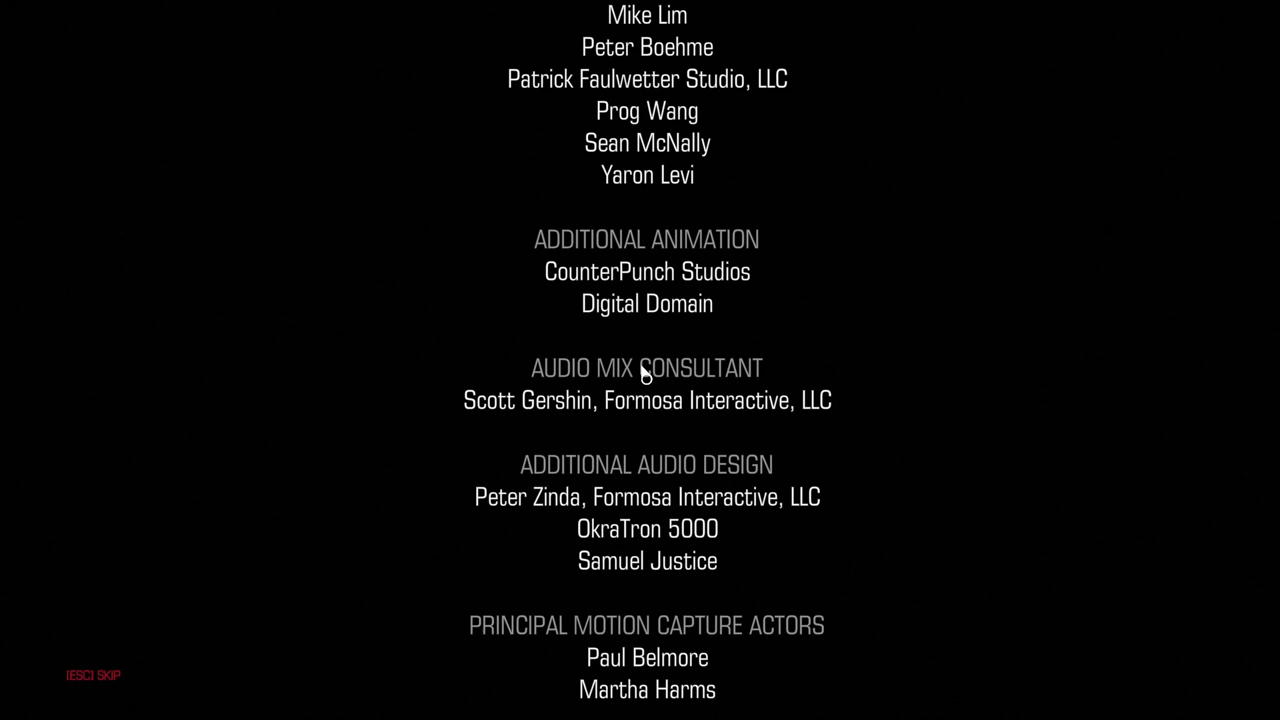 Mike Lim
Peter Boehme
Patrick Faulwetter Studio, LLC
Prog Wang
Sean McNally
Yaron Levi
ADDITIONAL ANIMATION
CounterPunch Studios
Digital Domain
AUDIO MIX CONSULTANT
Scott Gershin, Formosa Interactive, LLC
ADDITIONAL AUDIO DESIGN
Peter Zinda, Formosa Interactive, LLC
OkraTron 5000
Samuel Justice
PRINCIPAL MOTION CAPTURE ACTORS
Paul Belmore
[ESC] SKIP
Martha Harms